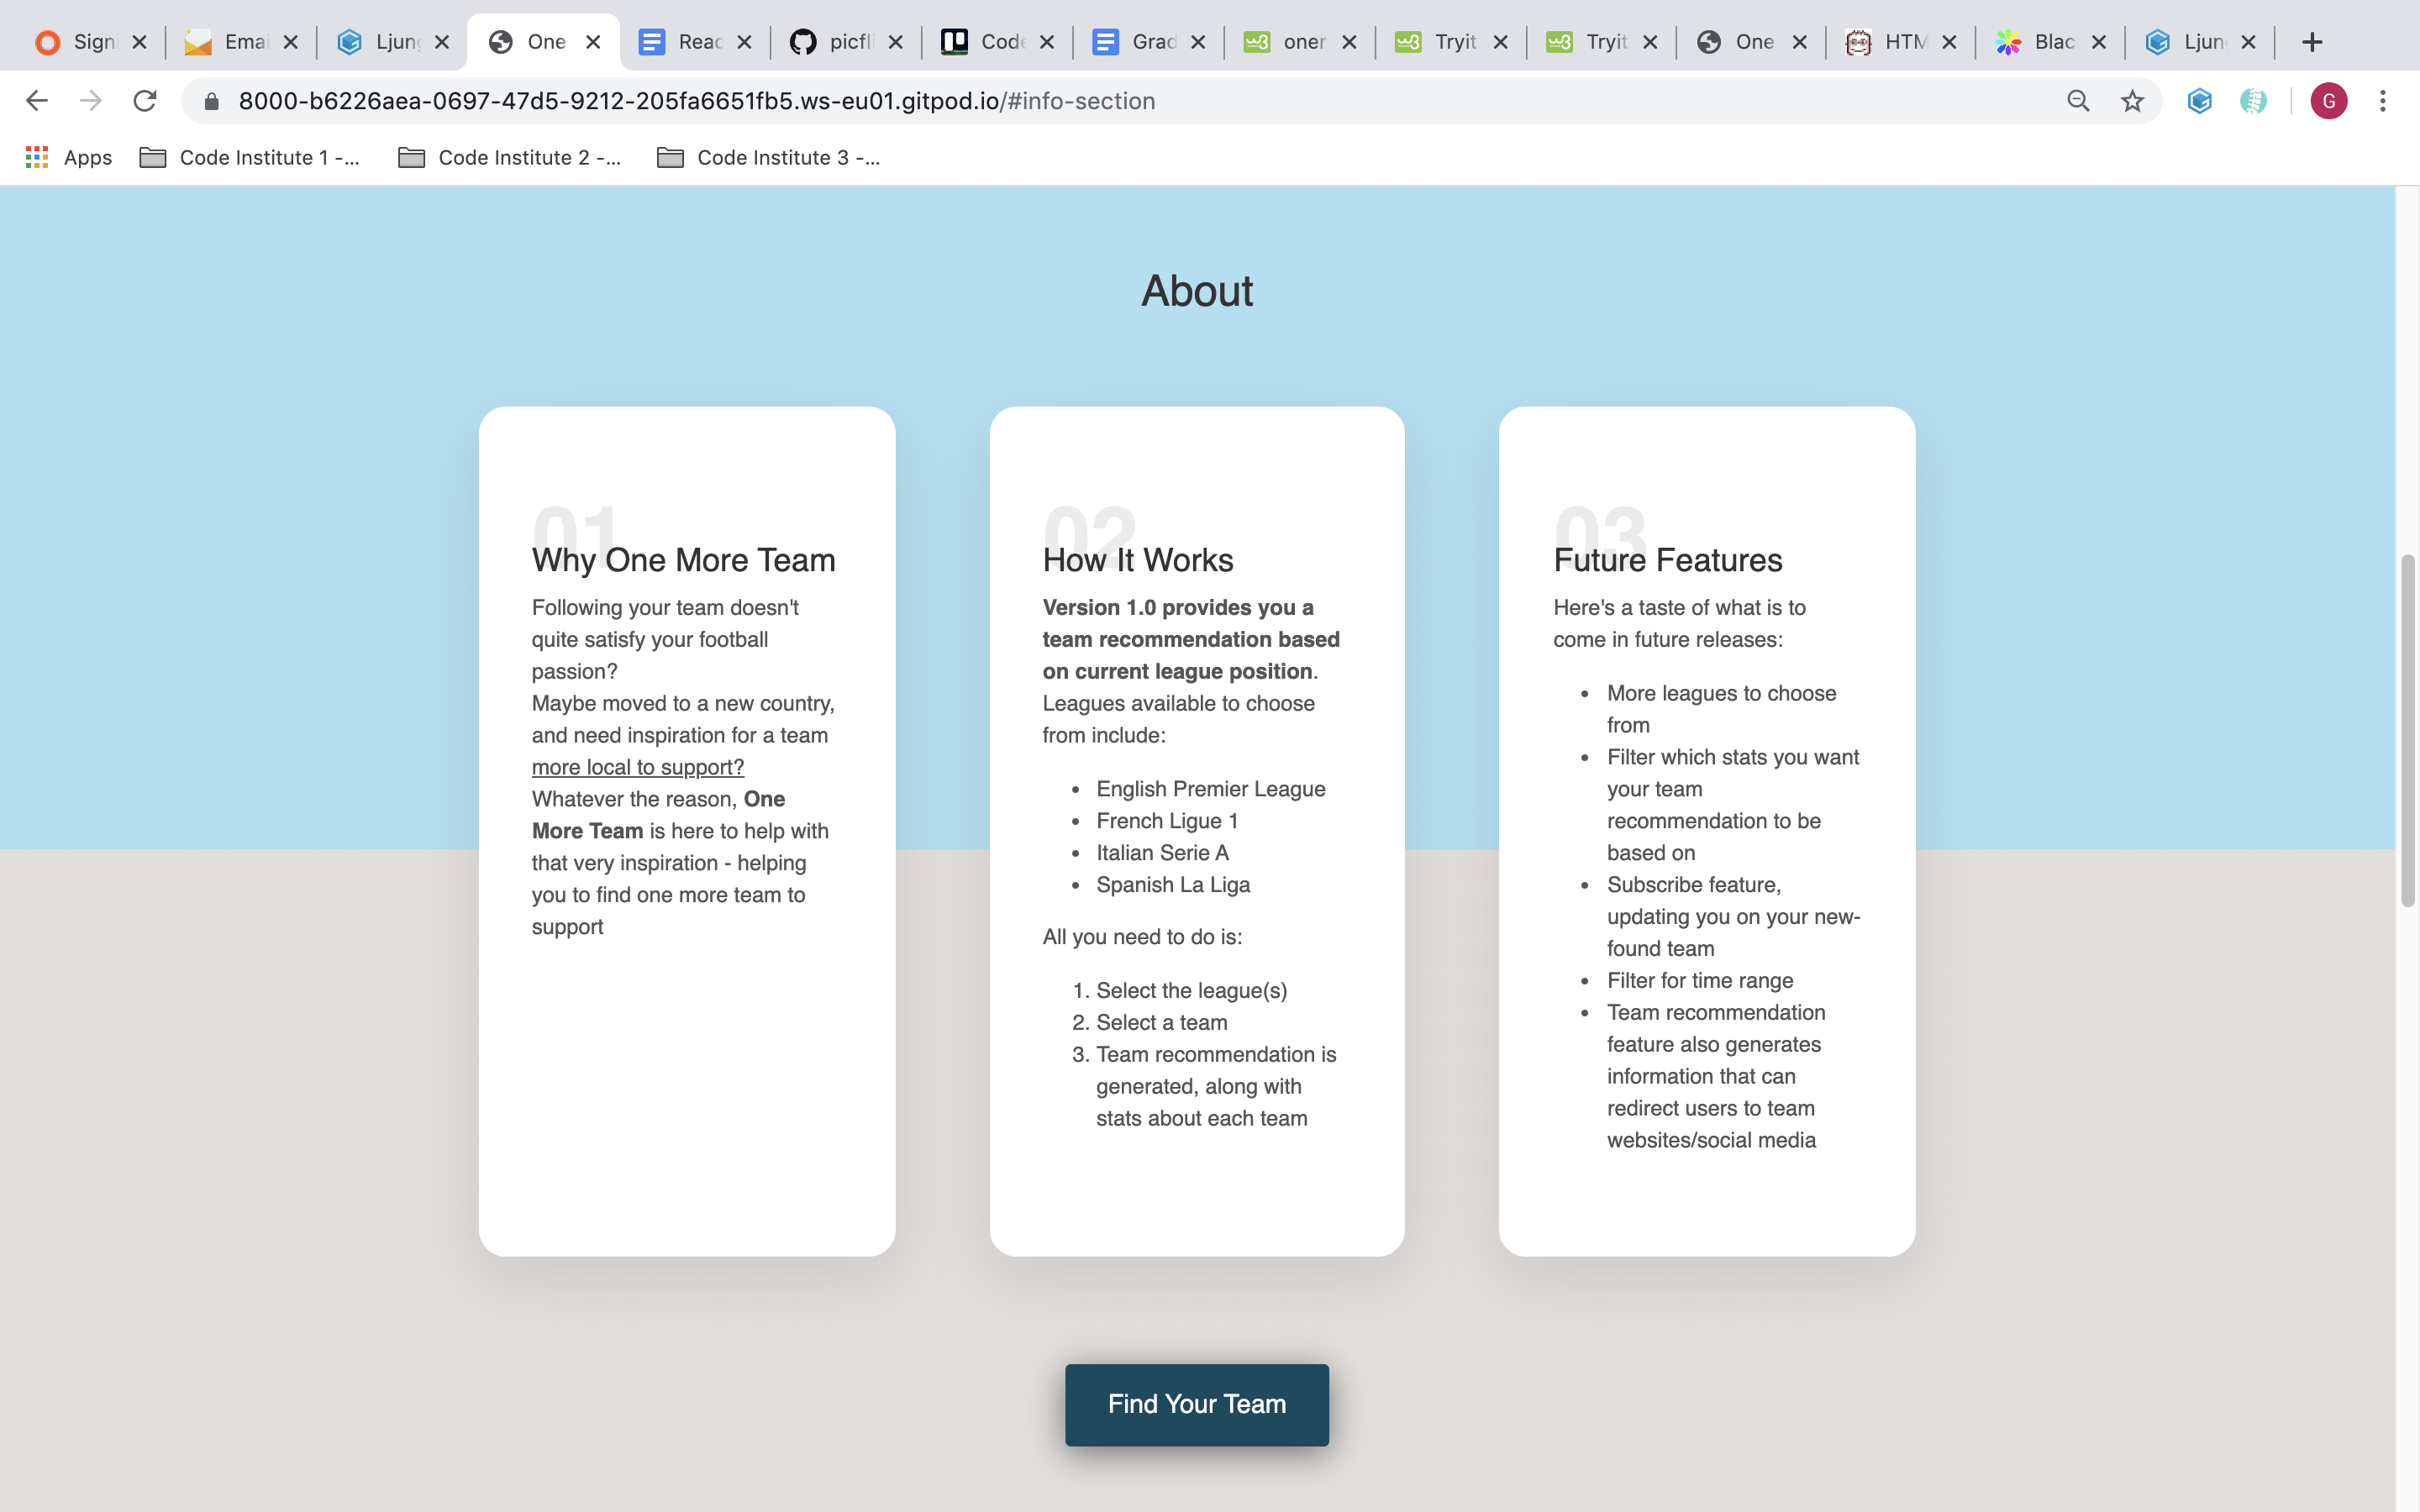 Signi
Emai
Ljung
One
Read
picfli
Code
Grad
oner
Tryit
Tryit
One
HTM
Blac
Ljun
8000-b6226aea-0697-47d5-9212-205fa6651fb5.ws-eu01.gitpod.io/#info-section
G
Apps
Code Institute 1 -...
Code Institute 2 -...
Code Institute 3 -...
About
01
Why One More Team
Following your team doesn't
quite satisfy your football
passion?
Maybe moved to a new country,
and need inspiration for a team
more local to support?
Whatever the reason, One
More Team is here to help with
that very inspiration - helping
you to find one more team to
support
02
How It Works
Version 1.0 provides you a
team recommendation based
on current league position.
Leagues available to choose
from include:
• English Premier League
• French Ligue 1
• Italian Serie A
• Spanish La Liga
All you need to do is:
1. Select the league(s)
2. Select a team
3. Team recommendation is
generated, along with
stats about each team
03
Future Features
Here's a taste of what is to
come in future releases:
• More leagues to choose
from
• Filter which stats you want
your team
recommendation to be
based on
• Subscribe feature,
updating you on your new-
found team
• Filter for time range
• Team recommendation
feature also generates
information that can
redirect users to team
websites/social media
Find Your Team